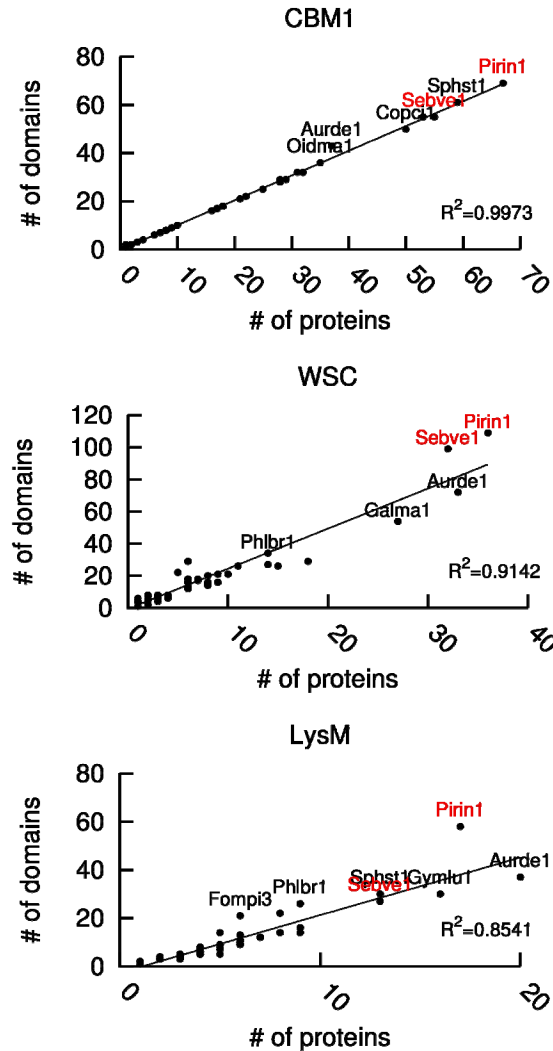 CBM1
80
60
40
20
0
# of domains
Pirin1
Sphst1
Sebve1
Copci1
Aurde1
Oidma1
R2=0.9973
0 10 20 30 40 50 60 70
# of proteins
WSC
120
100
80
60
40
20
0
# of domains
Pirin1
Sebve1
Aurde1
Galma1
Phlbr1
R2=0.9142
0 10 20 30 40
# of proteins
LysM
80
60
40
20
0
# of domains
Pirin1
Aurde1
Sphst1
Gymlu1
Sebve1
Phlbr1
Fompi3
R2=0.8541
0 10 20
# of proteins